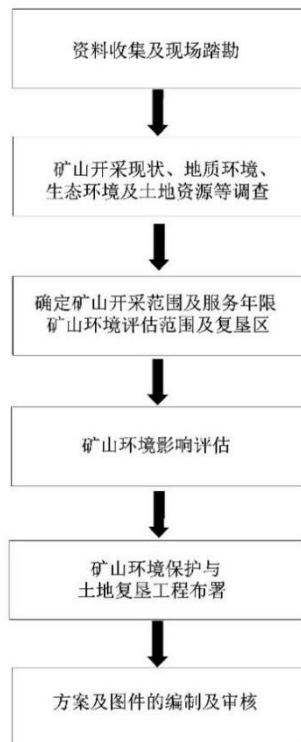 资料收集及现场踏勘
矿山开采现状、地质环境、
生态环境及土地资源等调查
确定矿山开采范围及服务年限
矿山环境评估范围及复垦区
矿山环境影响评估
矿山环境保护与
土地复垦工程布署
方案及图件的编制及审核